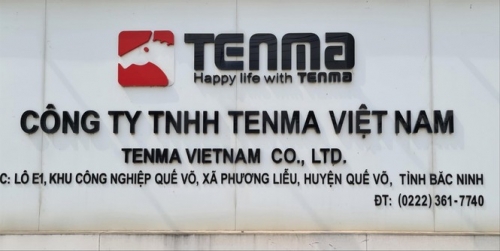 TENMA
Happy life with TENMA
CÔNG TY TNHH TENMA VIỆT NAM
TENMA VIETNAM CO., LTD.
C: LÔ E1, KHU CÔNG NGHIỆP QUẾ VÕ, XÃ PHƯƠNG LIỄU, HUYỆN QUẾ VÕ, TỈNH BẮC NINH
ĐT: (0222) 361-7740